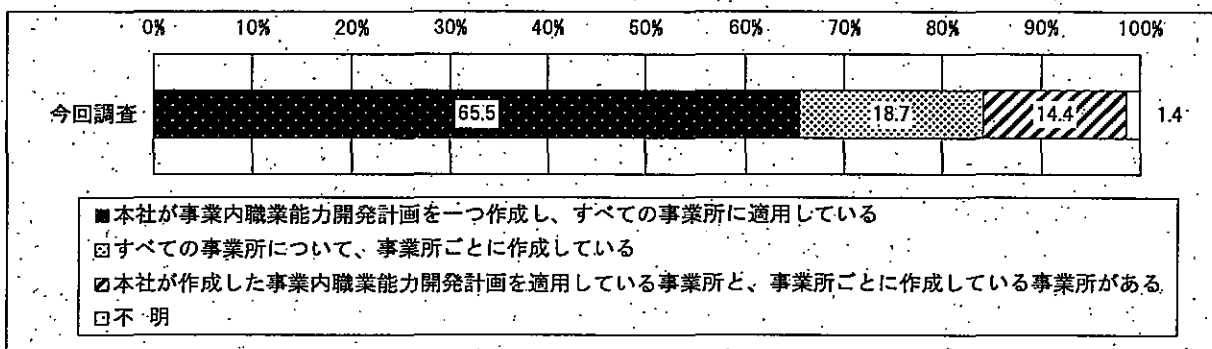 0% 10% 20% 30% 40% 50% 60% 70% 80% 90% 100%
今回調査 65.5 18.7 14.4 1.4
■本社が事業内職業能力開発計画を一つ作成し、すべての事業所に適用している
すべての事業所について、事業所ごとに作成している
本社が作成した事業内職業能力開発計画を適用している事業所と、事業所ごとに作成している事業所がある
□不明